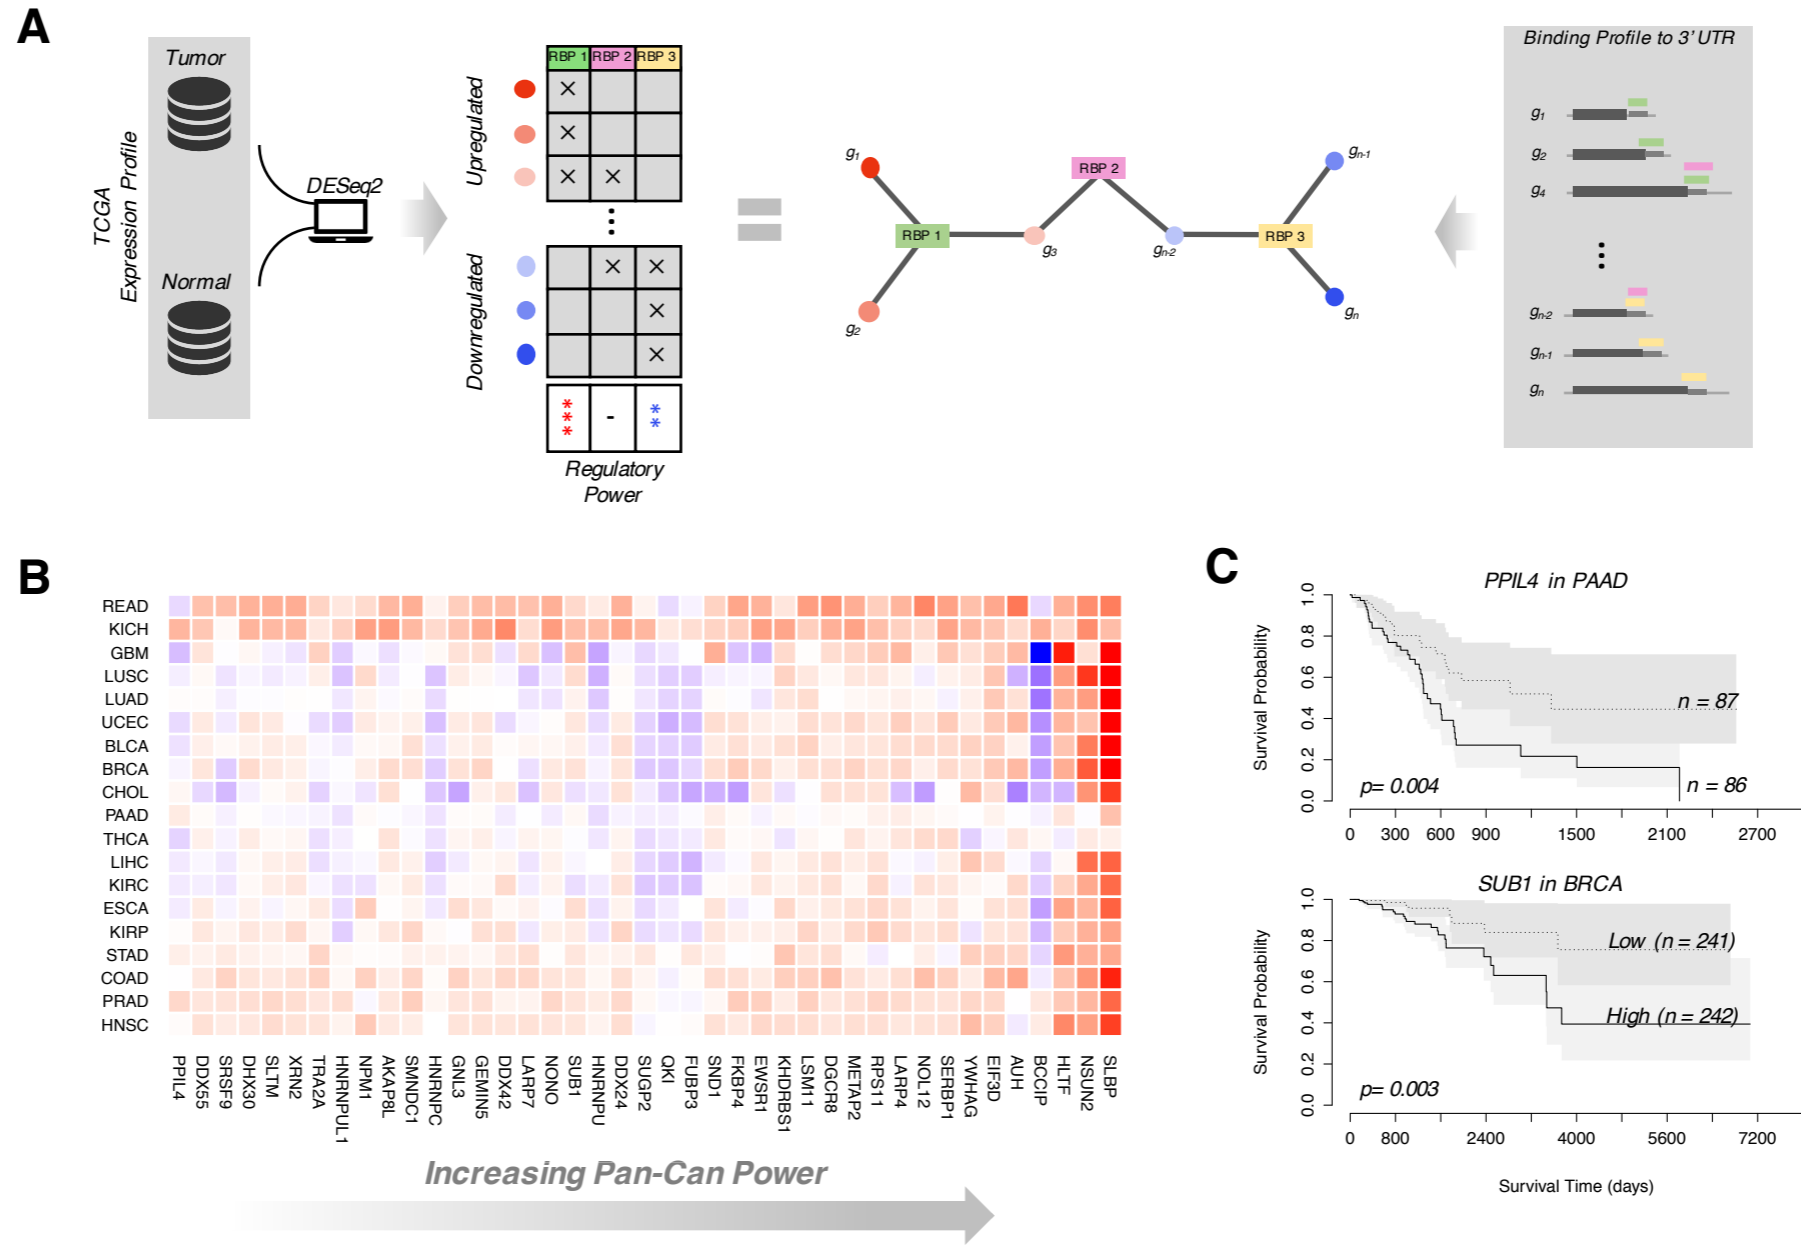 A
TCGA
Expression Profile
Tumor
Normal
DESeq2
Upregulated
Downregulated
RBP 1 RBP 2 RBP 3
×
×
× ×
× ×
×
×
*** - **
Regulatory
Power
g1
g2
RBP 1
g3
RBP 2
gn-2
RBP 3
gn-1
gn
Binding Profile to 3' UTR
g1
g2
g4
gn-2
gn-1
gn
B
READ
KICH
GBM
LUSC
LUAD
UCEC
BLCA
BRCA
CHOL
PAAD
THCA
LIHC
KIRC
ESCA
KIRP
STAD
COAD
PRAD
HNSC
PPIL4
DDX55
SRSF9
DHX30
SLTM
XRN2
TRA2A
HNRNPUL1
NPM1
AKAP8L
SMNDC1
HNRNPC
GNL3
GEMIN5
DDX42
LARP7
NONO
SUB1
HNRNPU
DDX24
SUGP2
QKI
FUBP3
SND1
FKBP4
EWSR1
KHDRBS1
LSM11
DGCR8
METAP2
RPS11
LARP4
NOL12
SERBP1
YWHAG
EIF3D
AUH
BCCIP
HLTF
NSUN2
SLBP
Increasing Pan-Can Power
C
PPIL4 in PAAD
Survival Probability
1.0
0.8
0.6
0.4
0.2
0.0
n = 87
n = 86
p= 0.004
0 300 600 900 1500 2100 2700
SUB1 in BRCA
Survival Probability
1.0
0.8
0.6
0.4
0.2
0.0
Low (n = 241)
High (n = 242)
p= 0.003
0 800 2400 4000 5600 7200
Survival Time (days)